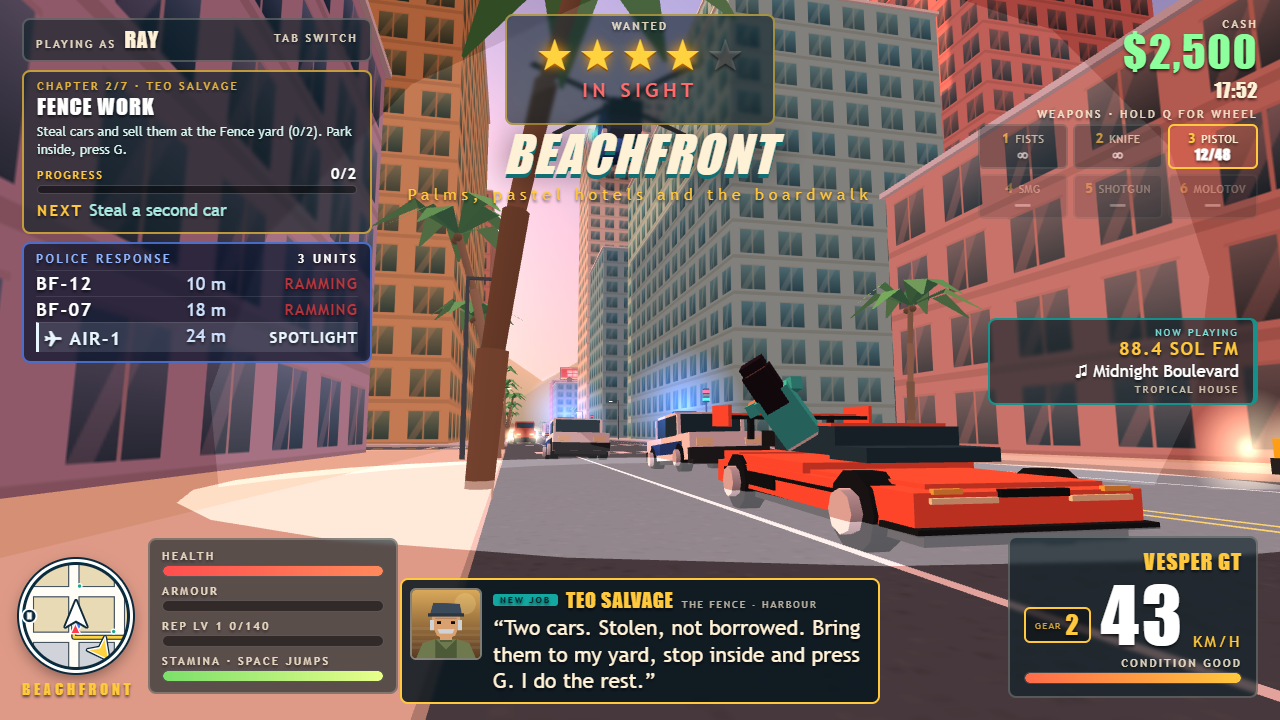 PLAYING AS RAY TAB SWITCH
CHAPTER 2/7 · TEO SALVAGE
FENCE WORK
Steal cars and sell them at the Fence yard (0/2). Park
inside, press G.
PROGRESS 0/2
NEXT Steal a second car
POLICE RESPONSE 3 UNITS
BF-12 10 m RAMMING
BF-07 18 m RAMMING
AIR-1 24 m SPOTLIGHT
WANTED
IN SIGHT
BEACHFRONT
Palms, pastel hotels and the boardwalk
CASH
$2,500
17:52
WEAPONS · HOLD Q FOR WHEEL
1 FISTS
∞
2 KNIFE
∞
3 PISTOL
12/48
4 SMG
—
5 SHOTGUN
—
6 MOLOTOV
—
NOW PLAYING
88.4 SOL FM
♫ Midnight Boulevard
TROPICAL HOUSE
BEACHFRONT
HEALTH
ARMOUR
REP LV 1 0/140
STAMINA · SPACE JUMPS
NEW JOB TEO SALVAGE THE FENCE · HARBOUR
“Two cars. Stolen, not borrowed. Bring
them to my yard, stop inside and press
G. I do the rest.”
VESPER GT
GEAR 2 43 KM/H
CONDITION GOOD